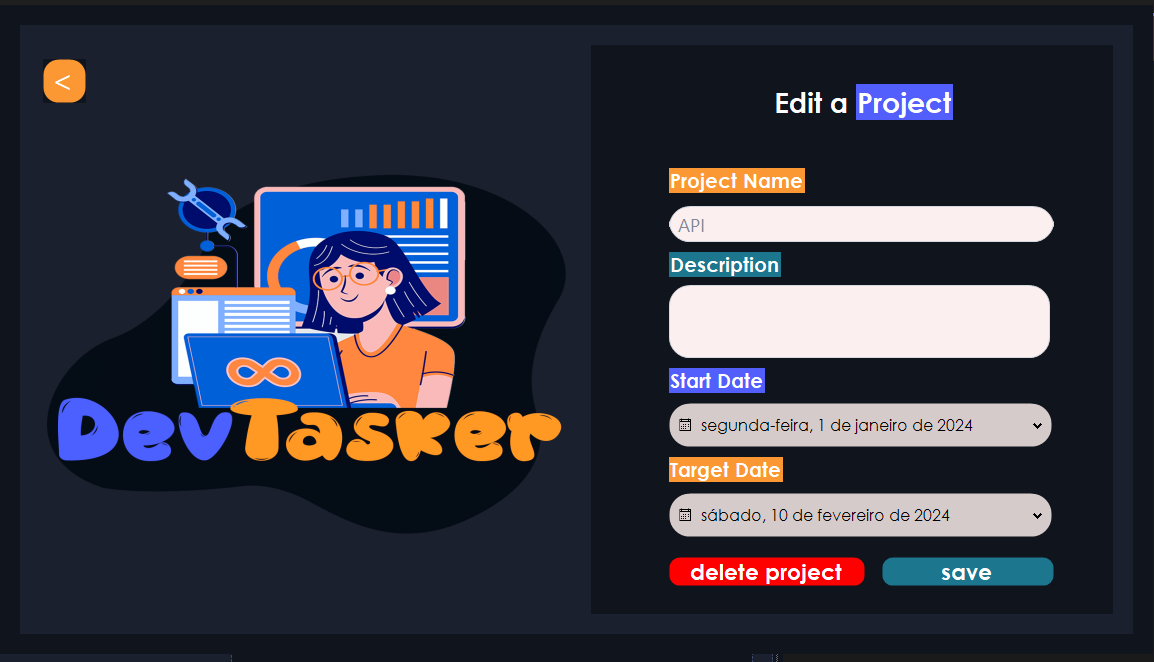 <
Edit a Project
Project Name
API
Description
Start Date
segunda-feira, 1 de janeiro de 2024
Target Date
sábado, 10 de fevereiro de 2024
delete project
save
DevTasker